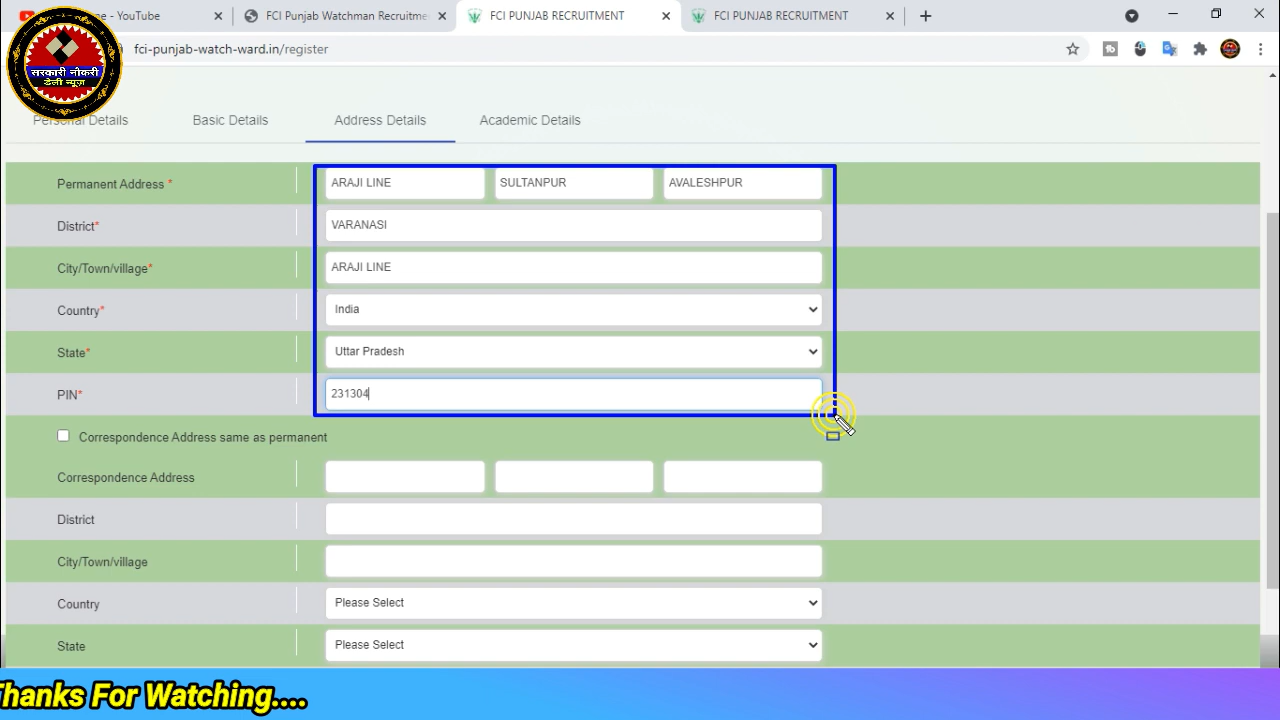 e - YouTube
FCI Punjab Watchman Recruitme
FCI PUNJAB RECRUITMENT
FCI PUNJAB RECRUITMENT
fci-punjab-watch-ward.in/register
सरकारी नौकरी
डेली न्यूज़
Personal Details
Basic Details
Address Details
Academic Details
Permanent Address * ARAJI LINE SULTANPUR AVALESHPUR
District* VARANASI
City/Town/village* ARAJI LINE
Country* India
State* Uttar Pradesh
PIN* 231304
Correspondence Address same as permanent
Correspondence Address
District
City/Town/village
Country Please Select
State Please Select
Thanks For Watching....